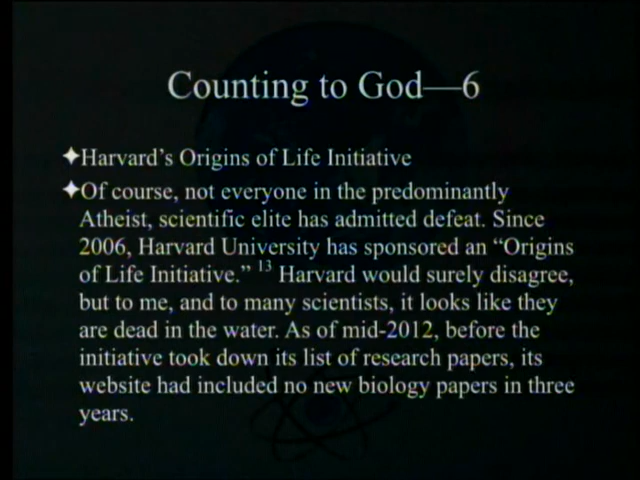 Counting to God—6
✦Harvard's Origins of Life Initiative
✦Of course, not everyone in the predominantly
Atheist, scientific elite has admitted defeat. Since
2006, Harvard University has sponsored an “Origins
of Life Initiative.” 13 Harvard would surely disagree,
but to me, and to many scientists, it looks like they
are dead in the water. As of mid-2012, before the
initiative took down its list of research papers, its
website had included no new biology papers in three
years.